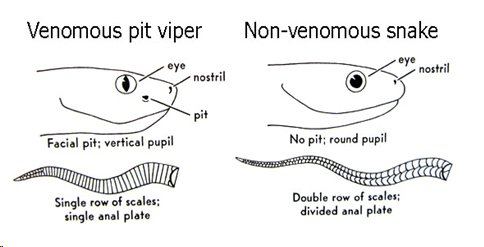 Venomous pit viper
eye
nostril
pit
Facial pit; vertical pupil
Single row of scales;
single anal plate
Non-venomous snake
eye
nostril
No pit; round pupil
Double row of scales;
divided anal plate